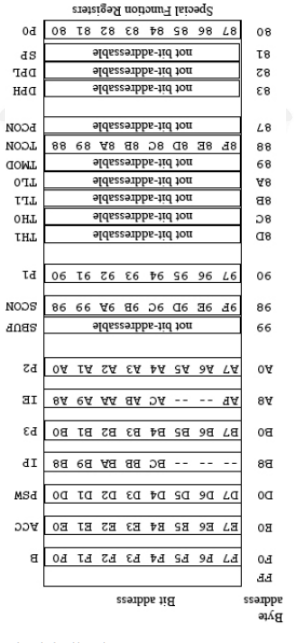 Byte
address Bit address
FF
F0 F7 F6 F5 F4 F3 F2 F1 F0 B
E0 E7 E6 E5 E4 E3 E2 E1 E0 ACC
D0 D7 D6 D5 D4 D3 D2 D1 D0 PSW
B8 -- -- -- BC BB BA B9 B8 IP
B0 B7 B6 B5 B4 B3 B2 B1 B0 P3
A8 AF -- -- AC AB AA A9 A8 IE
A0 A7 A6 A5 A4 A3 A2 A1 A0 P2
99 not bit-addressable SBUF
98 9F 9E 9D 9C 9B 9A 99 98 SCON
90 97 96 95 94 93 92 91 90 P1
8D not bit-addressable TH1
8C not bit-addressable TH0
8B not bit-addressable TL1
8A not bit-addressable TL0
89 not bit-addressable TMOD
88 8F 8E 8D 8C 8B 8A 89 88 TCON
87 not bit-addressable PCON
83 not bit-addressable DPH
82 not bit-addressable DPL
81 not bit-addressable SP
80 87 86 85 84 83 82 81 80 P0
Special Function Registers